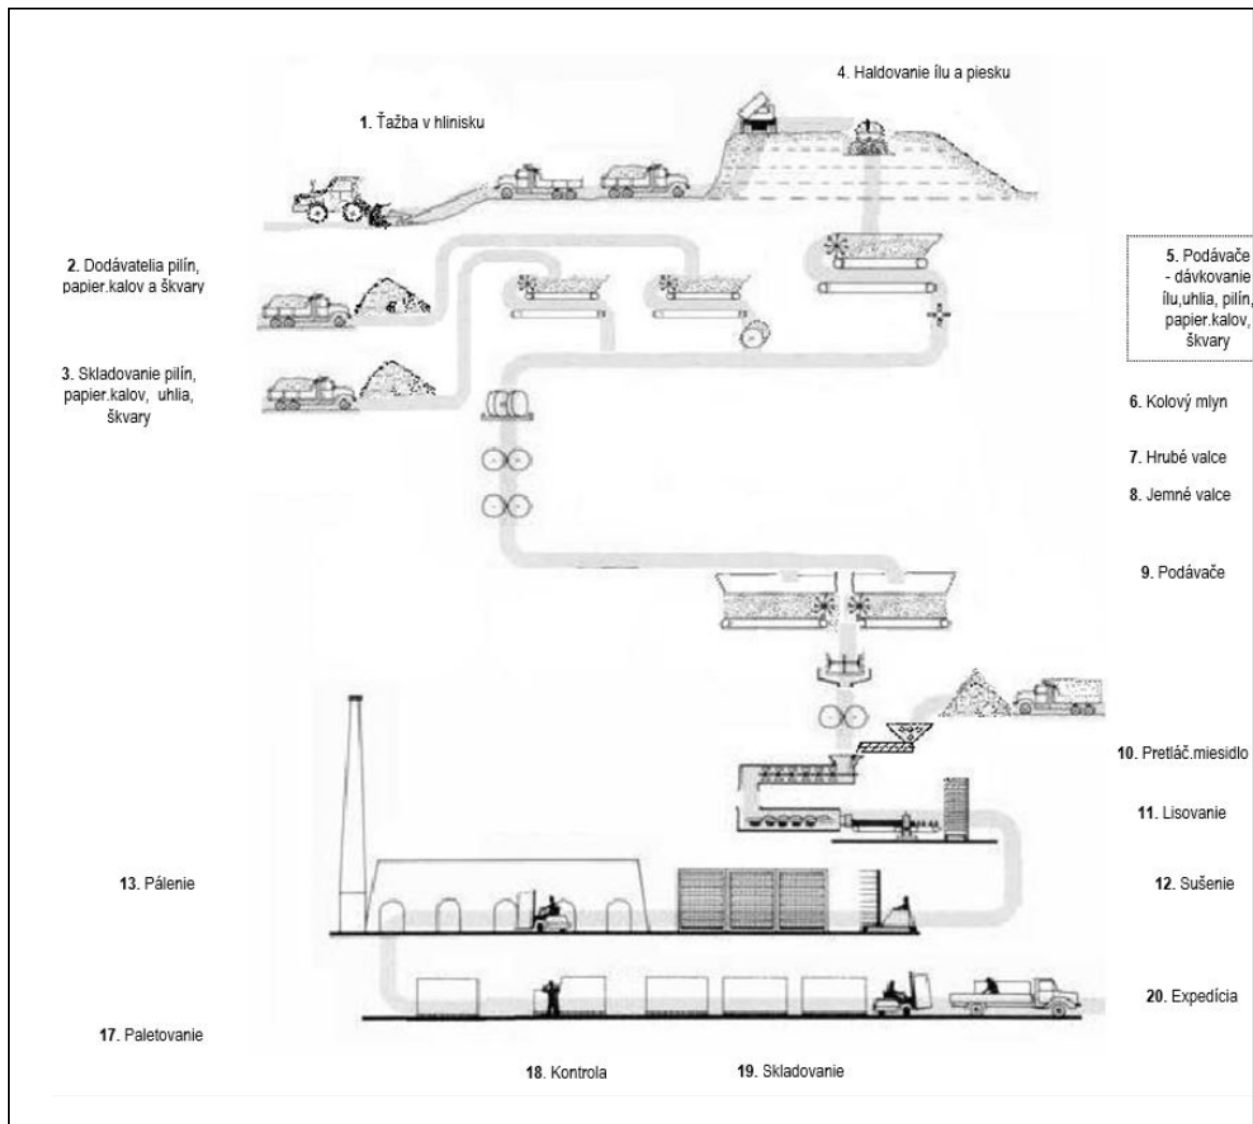 4. Haldovanie ílu a piesku
1. Ťažba v hlinisku
2. Dodávatelia pilín,
papier.kalov a škvary
5. Podávače
- dávkovanie
ílu,uhlia, pilín,
papier.kalov,
škvary
3. Skladovanie pilín,
papier.kalov, uhlia,
škvary
6. Kolový mlyn
7. Hrubé valce
8. Jemné valce
9. Podávače
10. Pretláč.miesidlo
11. Lisovanie
13. Pálenie
12. Sušenie
20. Expedícia
17. Paletovanie
18. Kontrola
19. Skladovanie